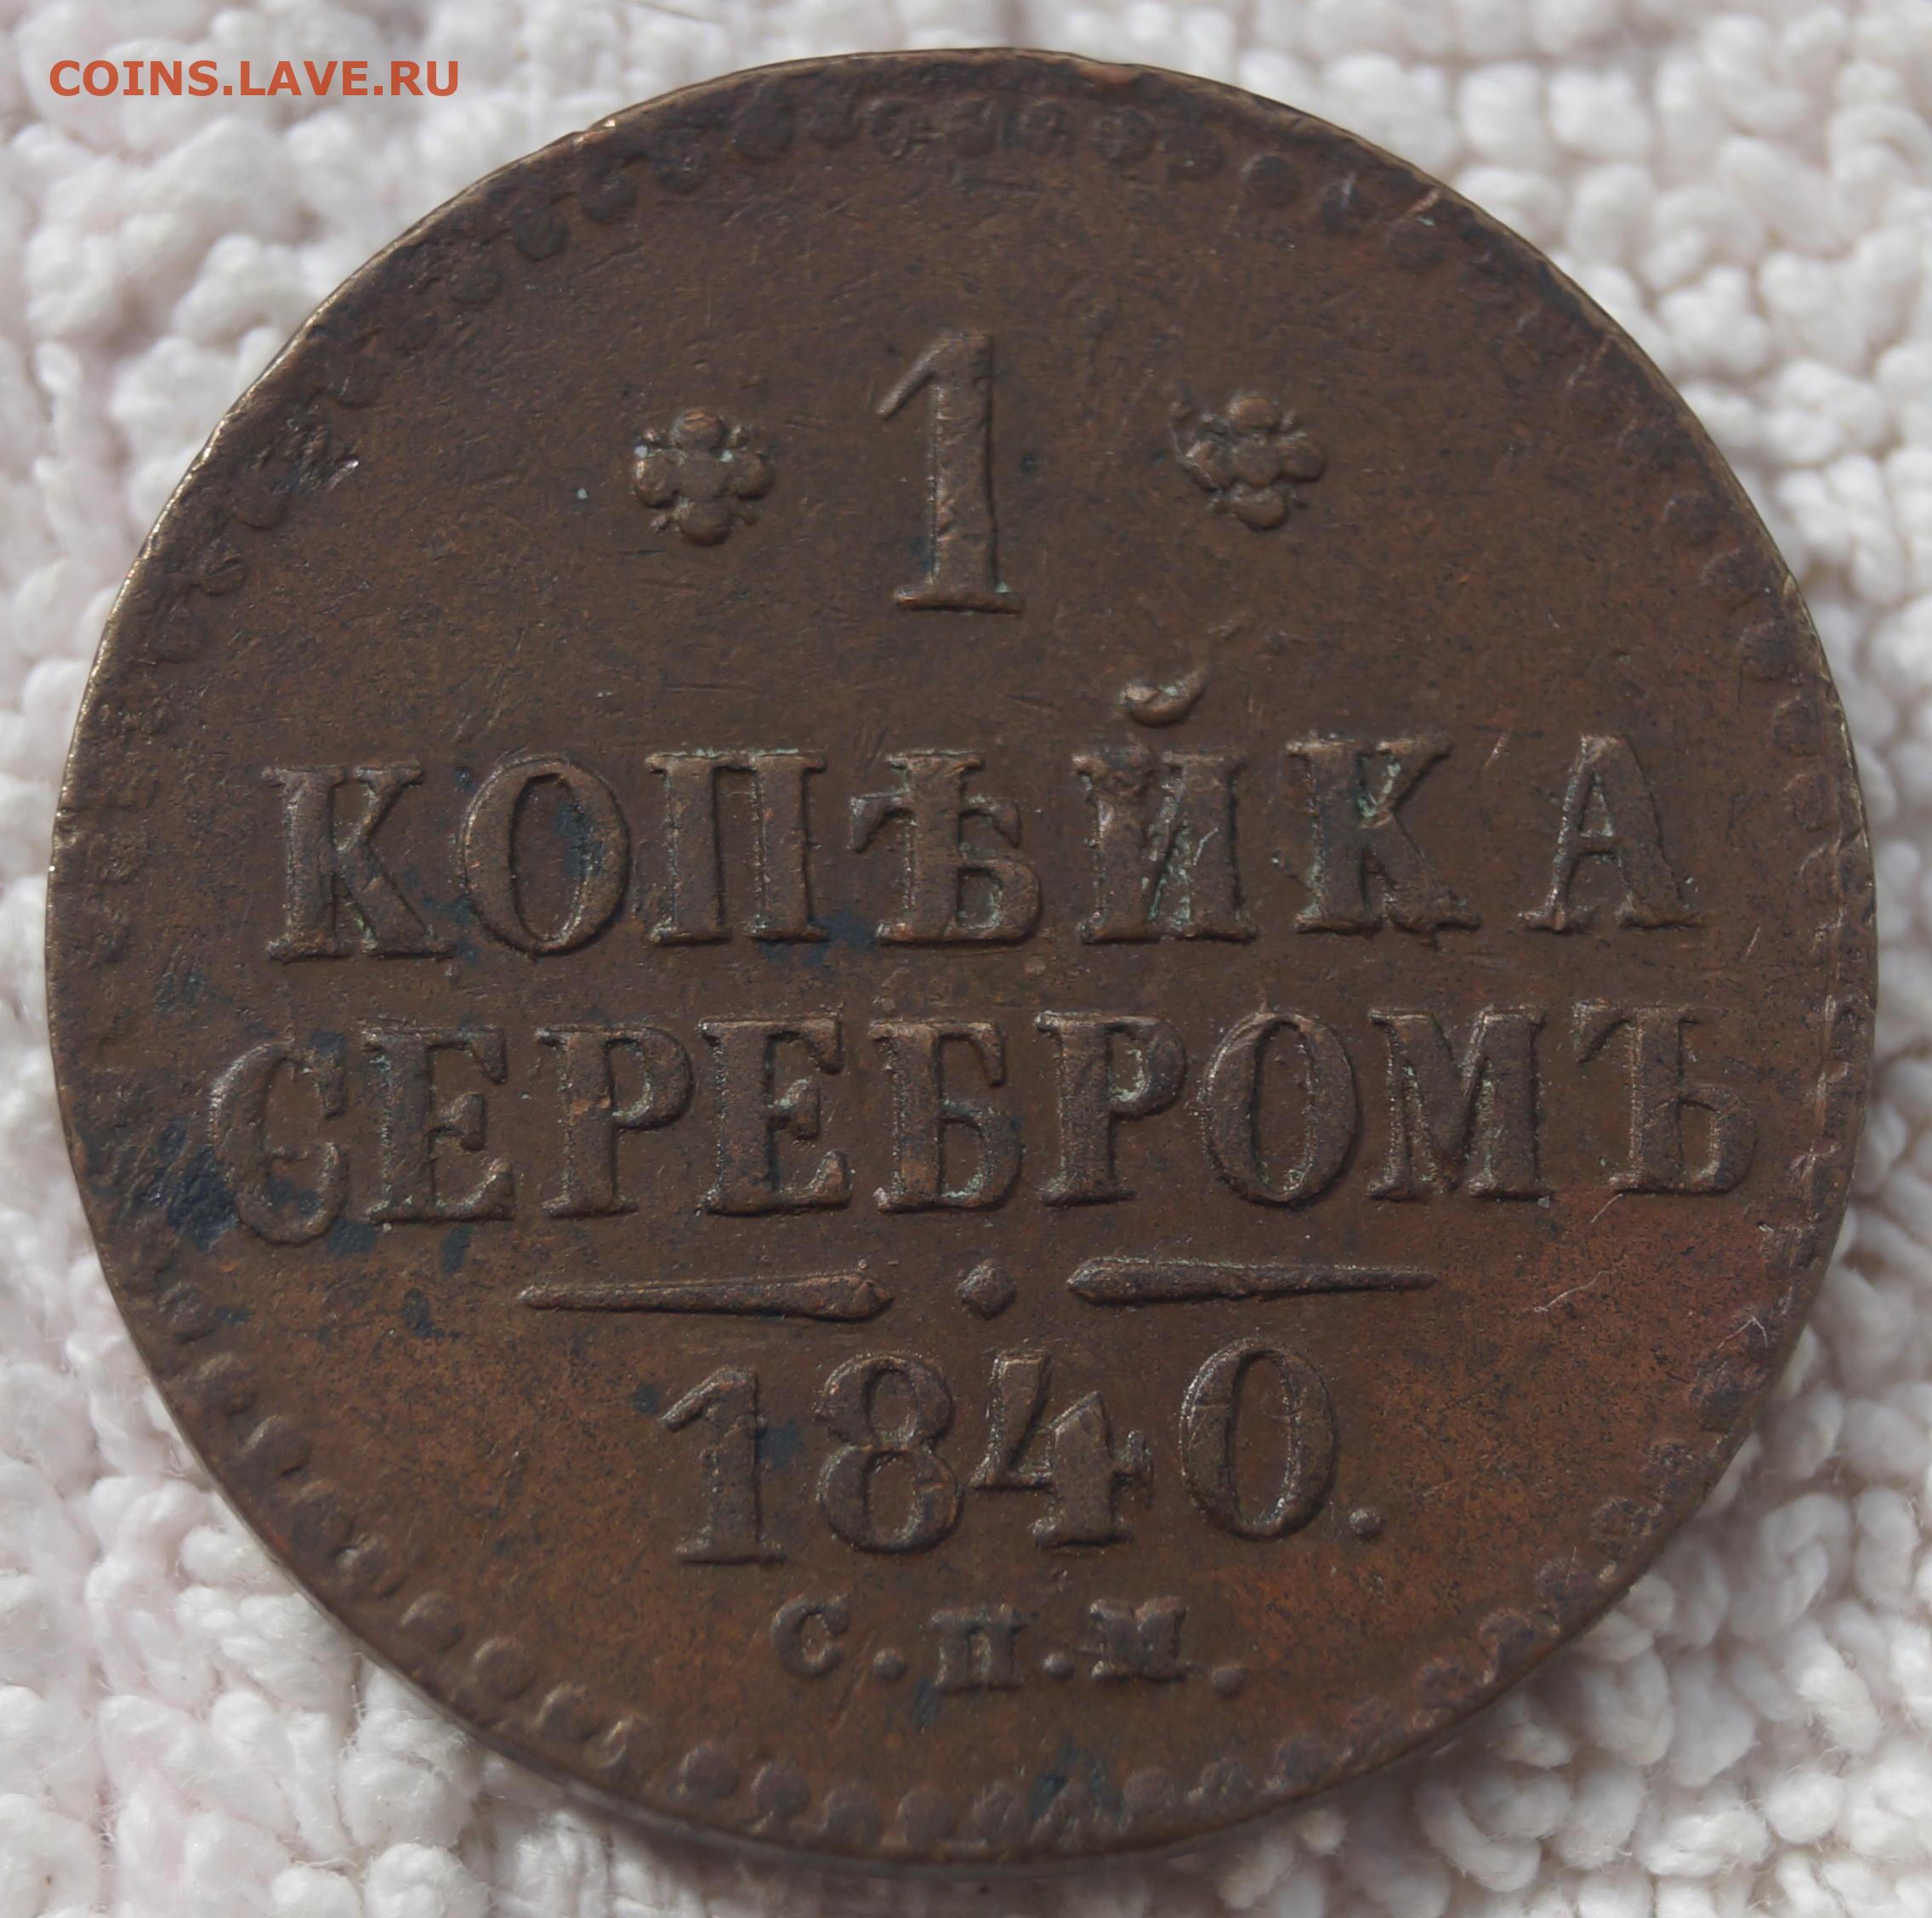 COINS.LAVE.RU
1
КОПѢЙКА
СЕРЕБРОМЪ
1840.
С.П.М.